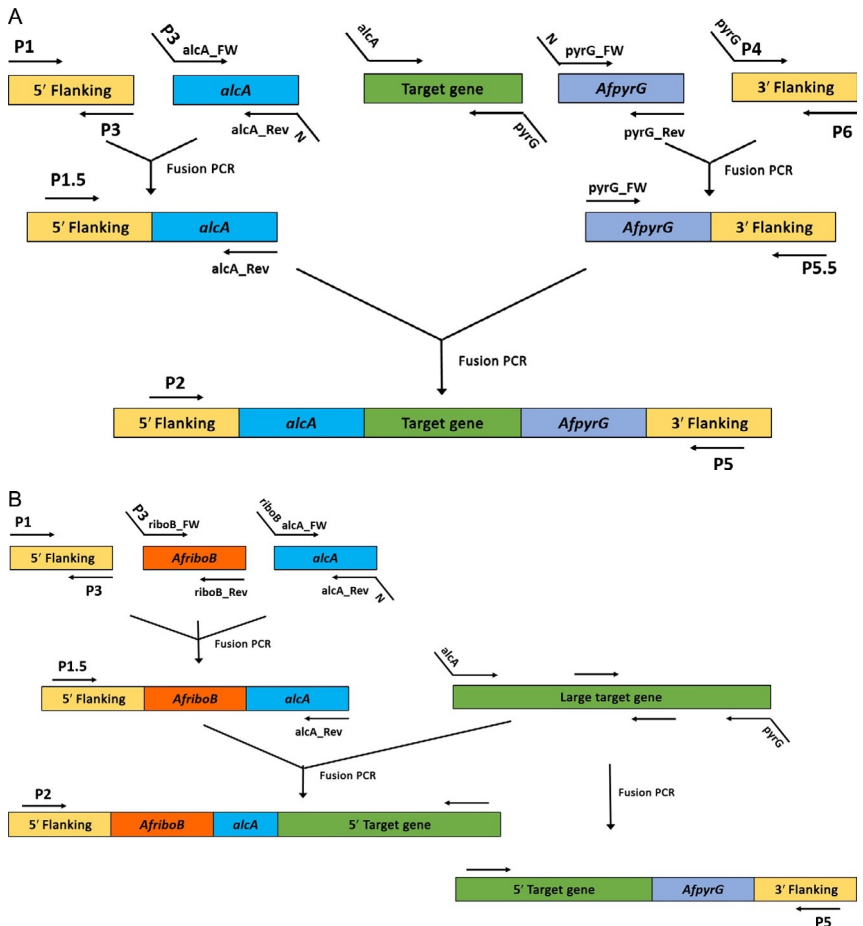 A
P1
P3
alcA_FW
alcA
N
pyrG_FW
pyrG
P4
5′ Flanking
alcA
Target gene
AfpyrG
3′ Flanking
P3
alcA_Rev
N
pyrG
pyrG_Rev
P6
Fusion PCR
Fusion PCR
P1.5
pyrG_FW
5′ Flanking
alcA
AfpyrG
3′ Flanking
alcA_Rev
P5.5
Fusion PCR
P2
5′ Flanking
alcA
Target gene
AfpyrG
3′ Flanking
P5
B
P1
P3
riboB_FW
riboB
alcA_FW
5′ Flanking
AfriboB
alcA
P3
riboB_Rev
alcA_Rev
N
Fusion PCR
P1.5
alcA
5′ Flanking
AfriboB
alcA
Large target gene
alcA_Rev
pyrG
Fusion PCR
Fusion PCR
P2
5′ Flanking
AfriboB
alcA
5′ Target gene
5′ Target gene
AfpyrG
3′ Flanking
P5